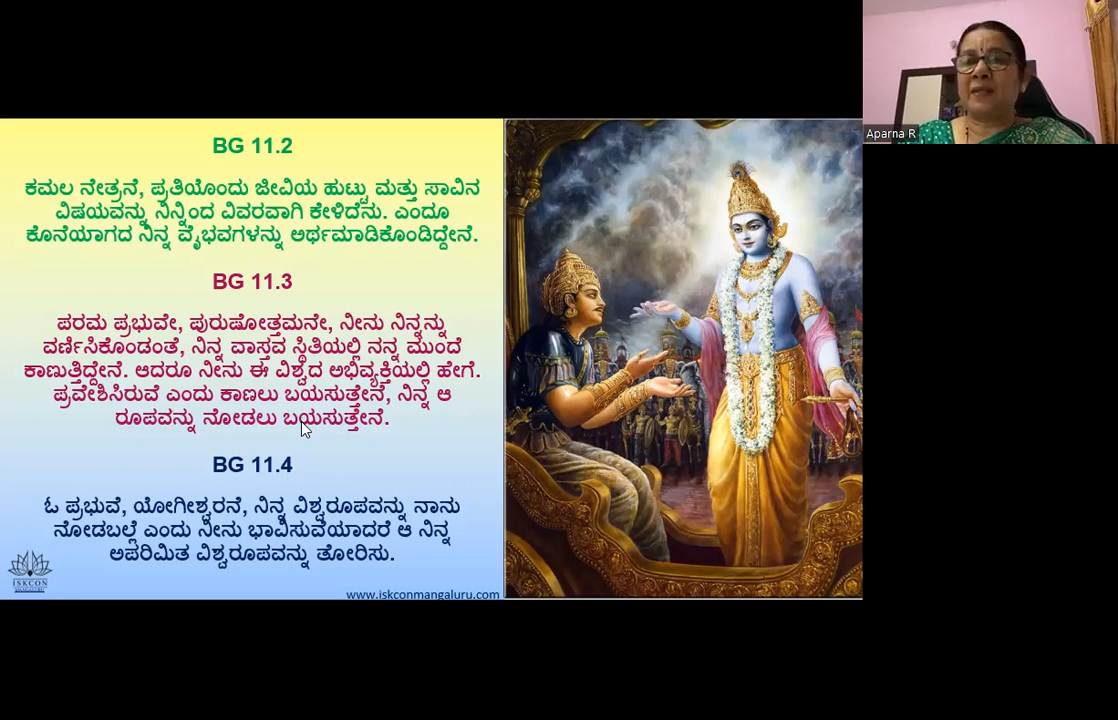 Aparna R
BG 11.2
ಕಮಲ ನೇತ್ರನೆ, ಪ್ರತಿಯೊಂದು ಜೀವಿಯ ಹುಟ್ಟು ಮತ್ತು ಸಾವಿನ
ವಿಷಯವನ್ನು ನಿನ್ನಿಂದ ವಿವರವಾಗಿ ಕೇಳಿದೆನು. ಎಂದೂ
ಕೊನೆಯಾಗದ ನಿನ್ನ ವೈಭವಗಳನ್ನು ಅರ್ಥಮಾಡಿಕೊಂಡಿದ್ದೇನೆ.
BG 11.3
ಪರಮ ಪ್ರಭುವೇ, ಪುರುಷೋತ್ತಮನೇ, ನೀನು ನಿನ್ನನ್ನು
ವರ್ಣಿಸಿಕೊಂಡಂತೆ, ನಿನ್ನ ವಾಸ್ತವ ಸ್ಥಿತಿಯಲ್ಲಿ ನನ್ನ ಮುಂದೆ
ಕಾಣುತ್ತಿದ್ದೇನೆ. ಆದರೂ ನೀನು ಈ ವಿಶ್ವದ ಅಭಿವ್ಯಕ್ತಿಯಲ್ಲಿ ಹೇಗೆ.
ಪ್ರವೇಶಿಸಿರುವೆ ಎಂದು ಕಾಣಲು ಬಯಸುತ್ತೇನೆ, ನಿನ್ನ ಆ
ರೂಪವನ್ನು ನೋಡಲು ಬಯಸುತ್ತೇನೆ.
BG 11.4
ಓ ಪ್ರಭುವೆ, ಯೋಗೀಶ್ವರನೆ, ನಿನ್ನ ವಿಶ್ವರೂಪವನ್ನು ನಾನು
ನೋಡಬಲ್ಲೆ ಎಂದು ನೀನು ಭಾವಿಸುವೆಯಾದರೆ ಆ ನಿನ್ನ
ಅಪರಿಮಿತ ವಿಶ್ವರೂಪವನ್ನು ತೋರಿಸು.
ISKCON
MANGALURU
www.iskconmangaluru.com